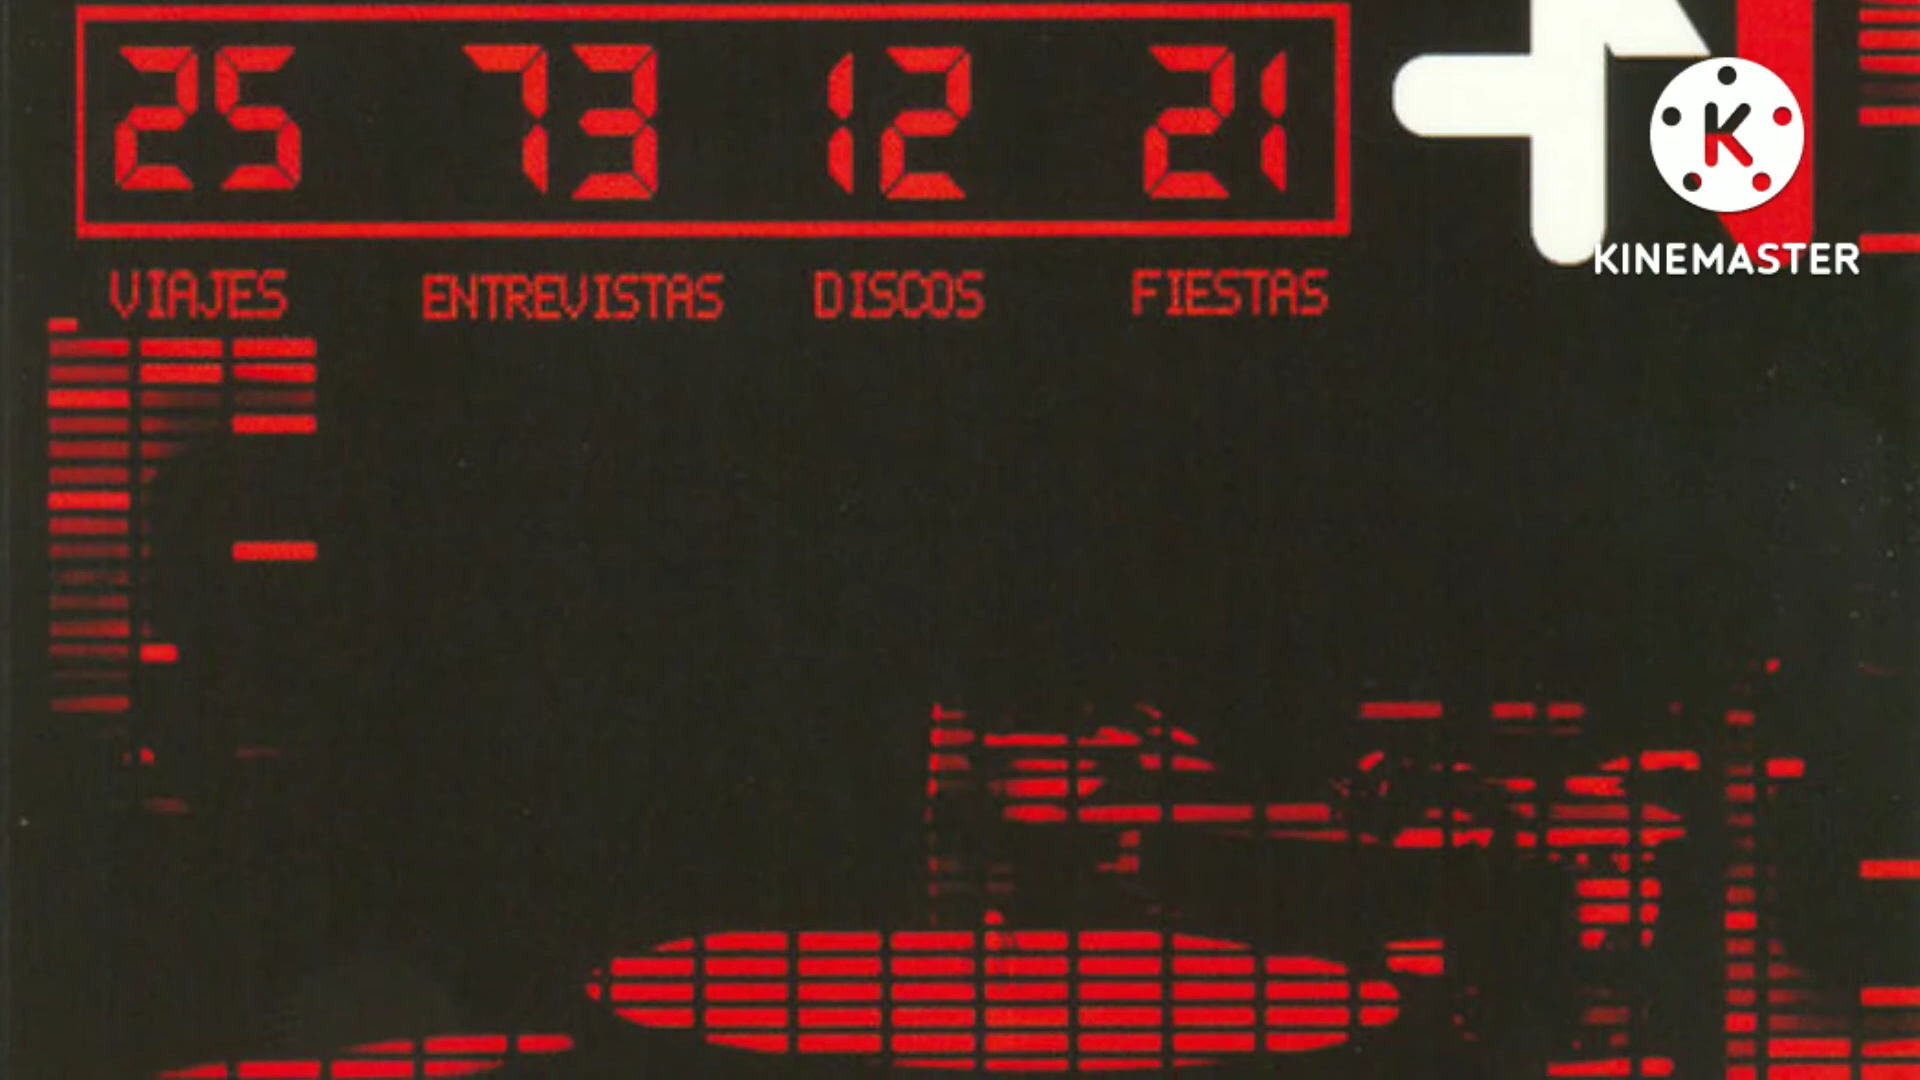 25 73 12 21
VIAJES ENTREVISTAS DISCOS FIESTAS
K
KINEMASTER